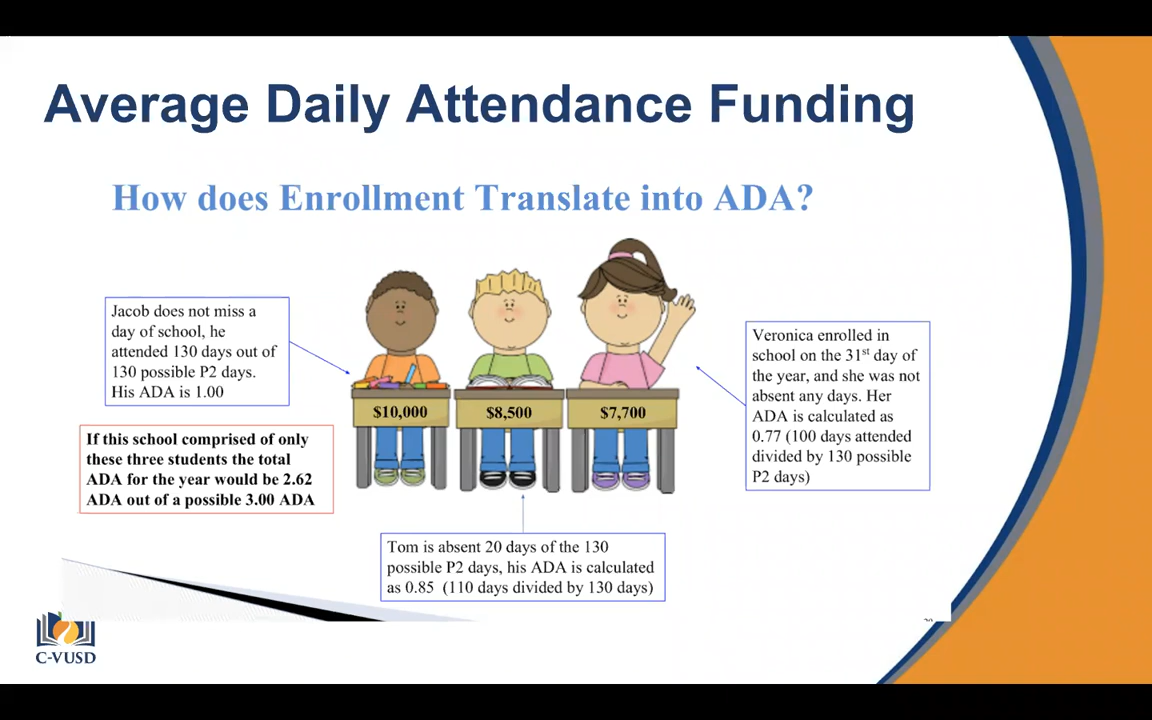 Average Daily Attendance Funding
How does Enrollment Translate into ADA?
Jacob does not miss a
day of school, he
attended 130 days out of
130 possible P2 days.
His ADA is 1.00
If this school comprised of only
these three students the total
ADA for the year would be 2.62
ADA out of a possible 3.00 ADA
$10,000
$8,500
$7,700
Veronica enrolled in
school on the 31st day of
the year, and she was not
absent any days. Her
ADA is calculated as
0.77 (100 days attended
divided by 130 possible
P2 days)
Tom is absent 20 days of the 130
possible P2 days, his ADA is calculated
as 0.85 (110 days divided by 130 days)
C-VUSD